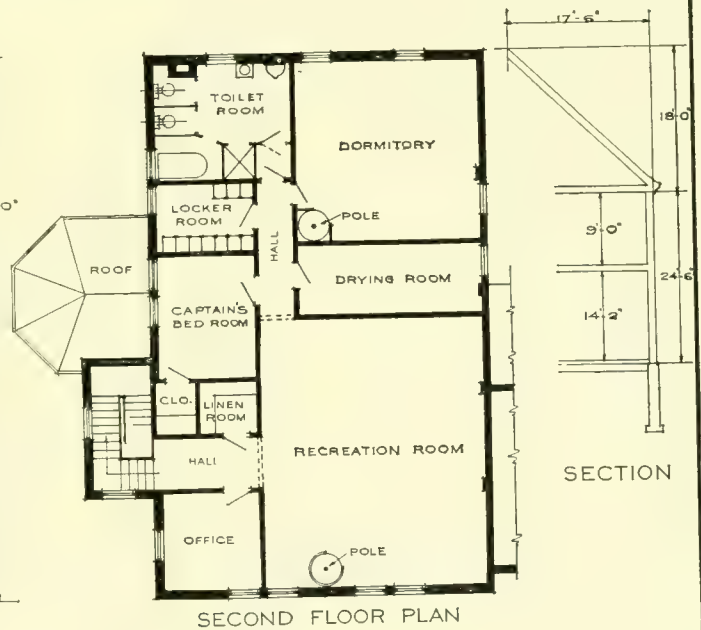 17'-6"
TOILET
ROOM
DORMITORY
18'-0"
LOCKER
ROOM
POLE
9'-0"
HALL
ROOF
DRYING ROOM
24'-6"
CAPTAIN'S
BED ROOM
14'-2"
CLO.
LINEN
ROOM
RECREATION ROOM
HALL
SECTION
OFFICE
POLE
SECOND FLOOR PLAN